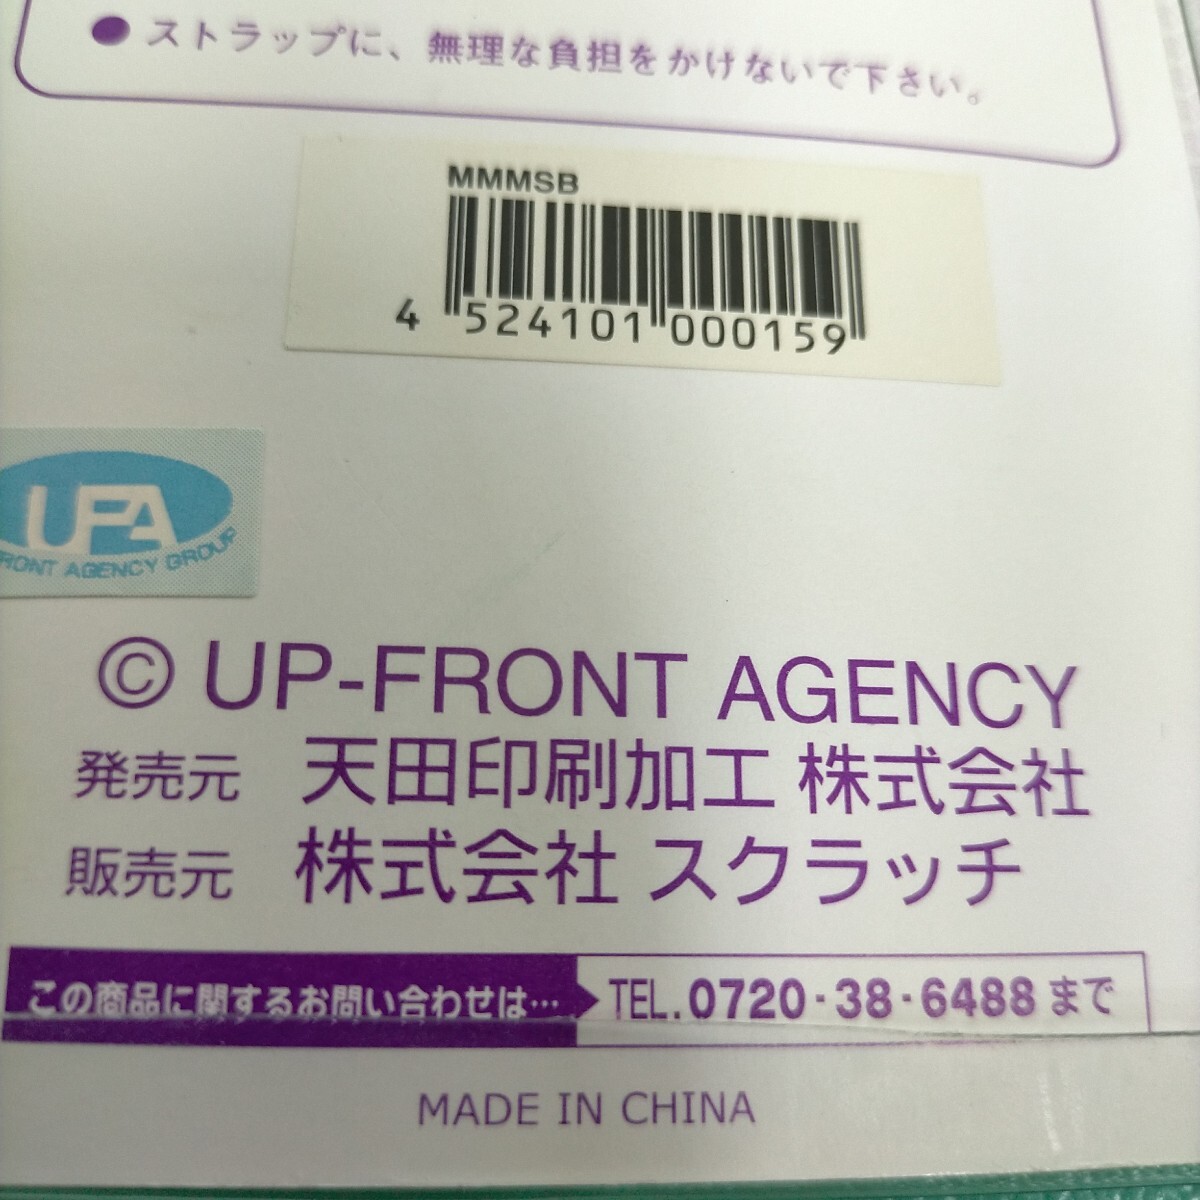 ●ストラップに、無理な負担をかけないで下さい。
MMMSB
4 524101 000159
UFA
FRONT AGENCY GROUP
© UP-FRONT AGENCY
発売元 天田印刷加工 株式会社
販売元 株式会社 スクラッチ
この商品に関するお問い合わせは… TEL.0720-38-6488まで
MADE IN CHINA